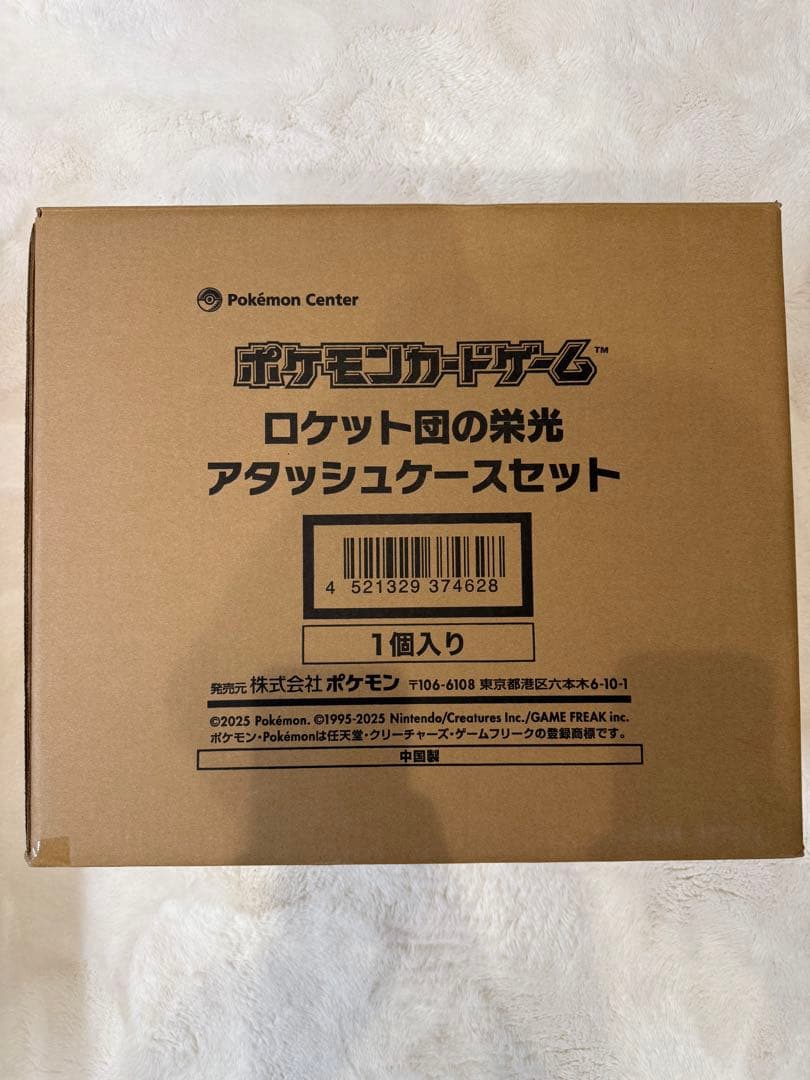 Pokémon Center
ポケモンカードゲーム™
ロケット団の栄光
アタッシュケースセット
4 521329 374628
1個入り
発売元 株式会社 ポケモン 〒106-6108 東京都港区六本木6-10-1
©2025 Pokémon. ©1995-2025 Nintendo/Creatures Inc./GAME FREAK inc.
ポケモン・Pokémonは任天堂・クリーチャーズ・ゲームフリークの登録商標です。
中国製